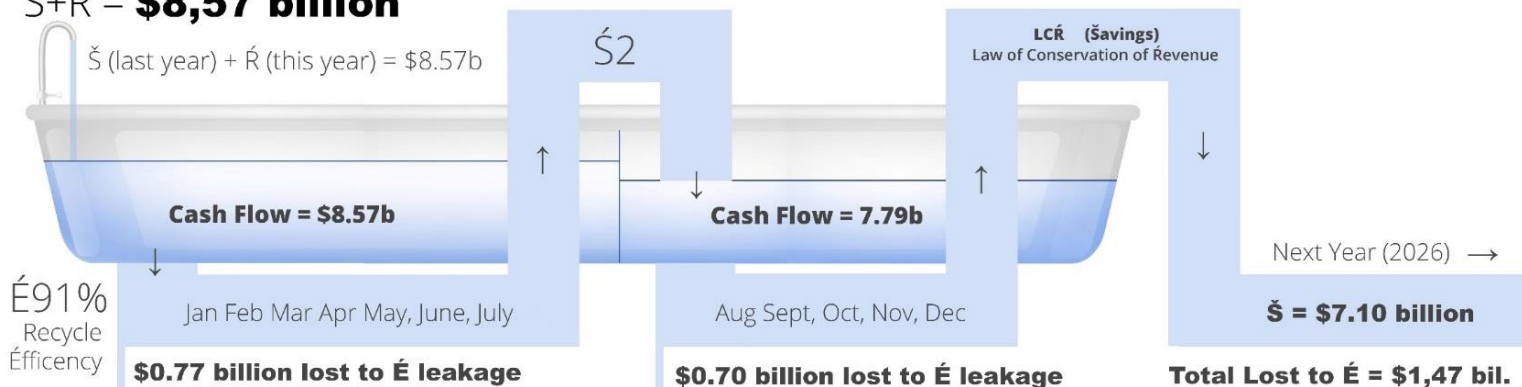 Š+Ŕ = $8,57 billion
Š (last year) + Ŕ (this year) = $8.57b
Ś2
LCŔ (Šavings)
Law of Conservation of Ŕevenue
Cash Flow = $8.57b
Cash Flow = 7.79b
É91%
Recycle
Éfficency
Jan Feb Mar Apr May, June, July
Aug Sept, Oct, Nov, Dec
Next Year (2026) →
Š = $7.10 billion
$0.77 billion lost to É leakage
$0.70 billion lost to É leakage
Total Lost to É = $1,47 bil.